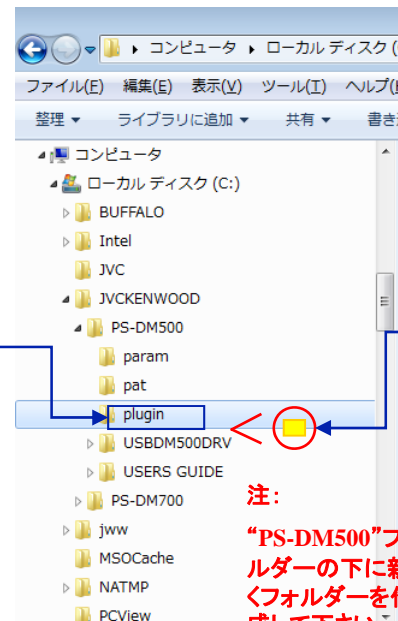 コンピュータ ▸ ローカル ディスク (
ファイル(F) 編集(E) 表示(V) ツール(T) ヘルプ(
整理 ▼ ライブラリに追加 ▼ 共有 ▼ 書き
コンピュータ
ローカル ディスク (C:)
BUFFALO
Intel
JVC
JVCKENWOOD
PS-DM500
param
pat
plugin
USBDM500DRV
USERS GUIDE
PS-DM700
jww
MSOCache
NATMP
PCView
注:
“PS-DM500”フ
ルダーの下に新
くフォルダーを作
成して下さい